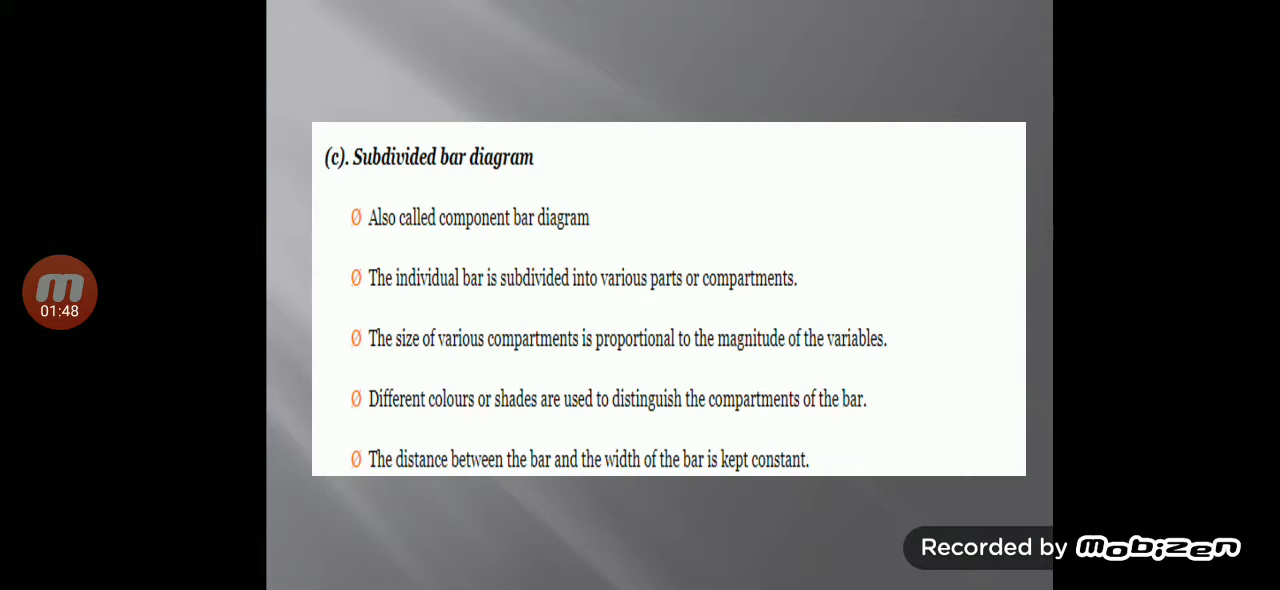 (c). Subdivided bar diagram
Ø Also called component bar diagram
Ø The individual bar is subdivided into various parts or compartments.
Ø The size of various compartments is proportional to the magnitude of the variables.
Ø Different colours or shades are used to distinguish the compartments of the bar.
Ø The distance between the bar and the width of the bar is kept constant.
m
01:48
Recorded by mobizen